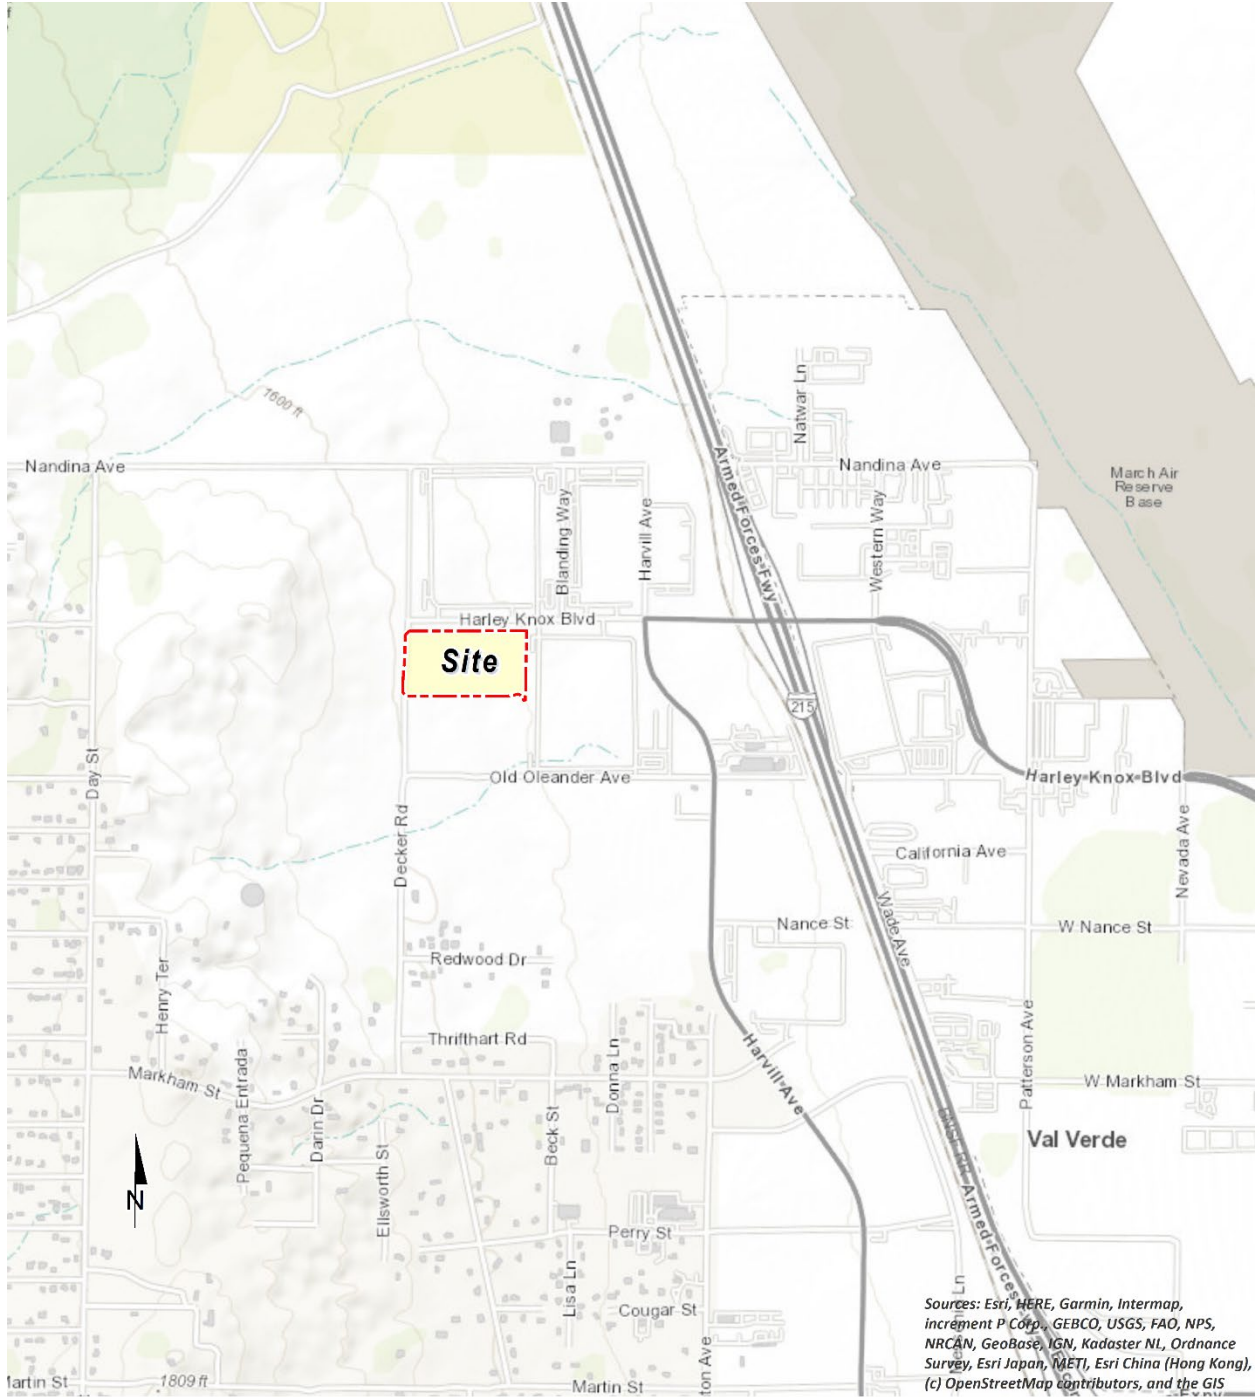 1600 ft
Natwar Ln
Nandina Ave
Nandina Ave
Armed-Forces-Fwy
March Air
Reserve
Base
Blanding Way
Harvill Ave
Western Way
Harley Knox Blvd
Site
215
Day St
Old Oleander Ave
Harley-Knox-Blvd
Decker Rd
California Ave
Nevada Ave
Wade Ave
Nance St
W Nance St
Redwood Dr
Henry Ter
Thrifthart Rd
Donna Ln
Harvill-Ave
Patterson Ave
Markham St
W Markham St
Pequena Entrada
Darin Dr
Beck St
BNSF RR
Val Verde
N
Ellsworth St
Armed-Forces-Fwy
Perry St
Lisa Ln
Cougar St
Sources: Esri, HERE, Garmin, Intermap,
increment P Corp., GEBCO, USGS, FAO, NPS,
NRCAN, GeoBase, IGN, Kadaster NL, Ordnance
Survey, Esri Japan, METI, Esri China (Hong Kong),
(c) OpenStreetMap contributors, and the GIS
ton Ave
1809 ft
Martin St
Martin St